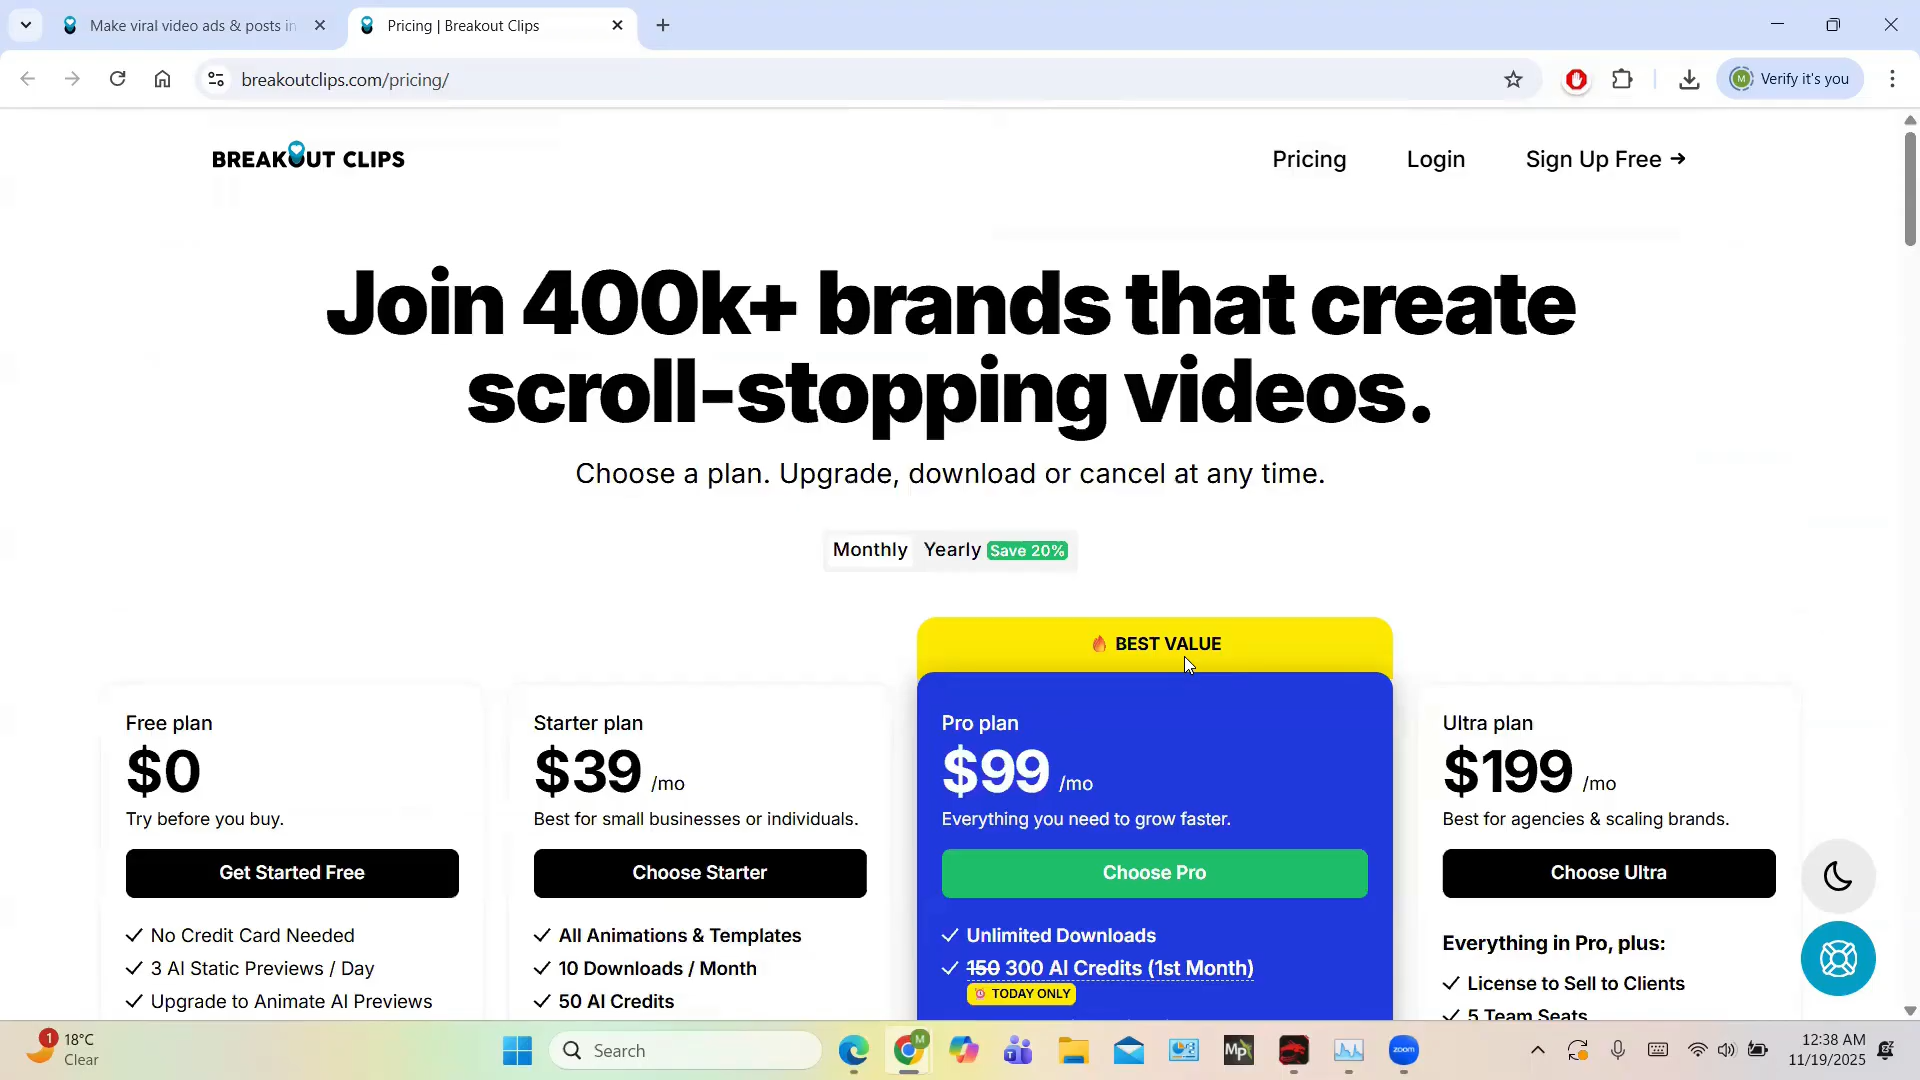 Make viral video ads & posts in
Pricing | Breakout Clips
breakoutclips.com/pricing/
Verify it's you
M
BREAKOUT CLIPS
Pricing
Login
Sign Up Free →
Join 400k+ brands that create
scroll-stopping videos.
Choose a plan. Upgrade, download or cancel at any time.
Monthly
Yearly Save 20%
🔥 BEST VALUE
Free plan
$0
Try before you buy.
Get Started Free
✓ No Credit Card Needed
✓ 3 AI Static Previews / Day
✓ Upgrade to Animate AI Previews
Starter plan
$39 /mo
Best for small businesses or individuals.
Choose Starter
✓ All Animations & Templates
✓ 10 Downloads / Month
✓ 50 AI Credits
Pro plan
$99 /mo
Everything you need to grow faster.
Choose Pro
✓ Unlimited Downloads
✓ 150 300 AI Credits (1st Month)
TODAY ONLY
Ultra plan
$199 /mo
Best for agencies & scaling brands.
Choose Ultra
Everything in Pro, plus:
✓ License to Sell to Clients
✓ 5 Team Seats
1
18°C
Clear
Search
M
Mp
zoom
12:38 AM
11/19/2025